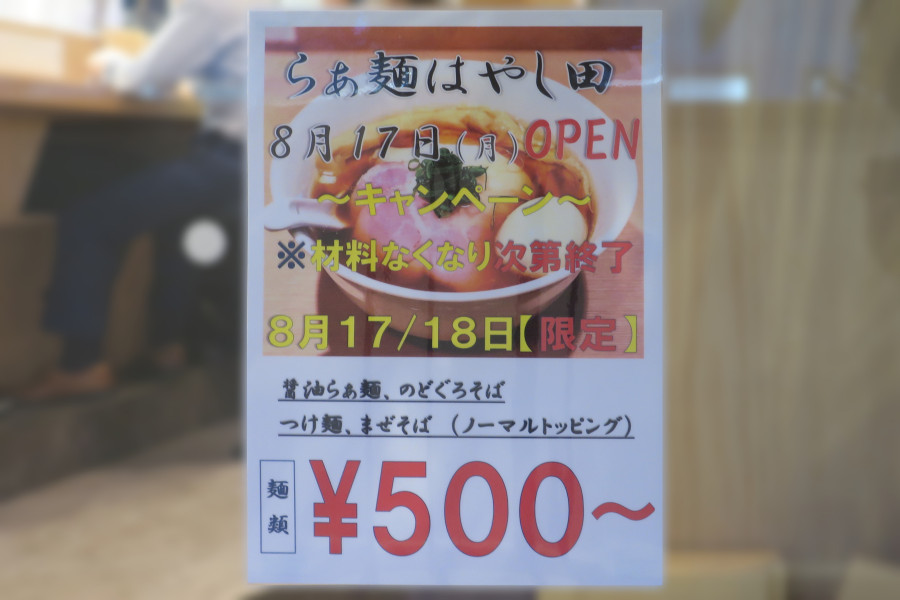 らぁ麺はやし田
8月17日(月)OPEN
～キャンペーン～
※材料なくなり次第終了
8月17/18日【限定】
醤油らぁ麺、のどぐろそば
つけ麺、まぜそば（ノーマルトッピング）
麺類
¥500～